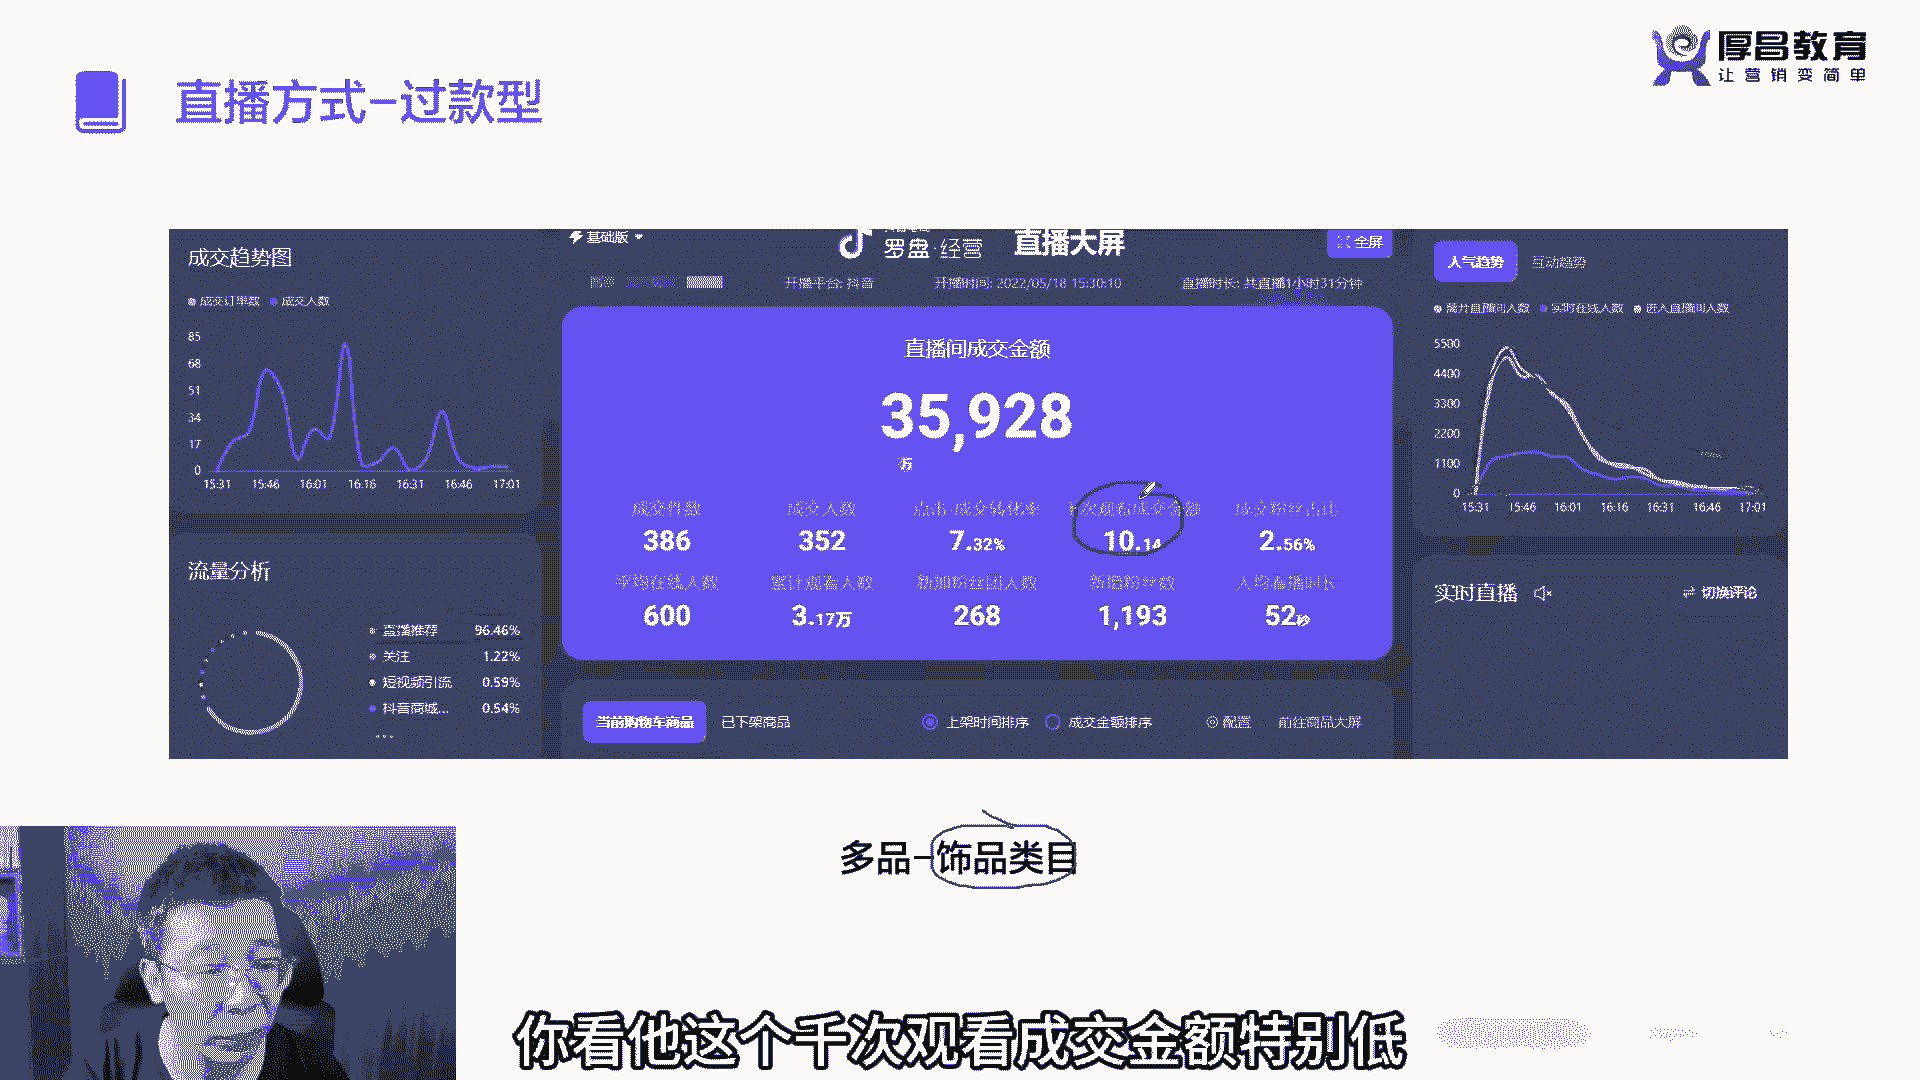 厚昌教育
让营销变简单
直播方式-过款型
成交趋势图
成交订单数 成交人数
85
68
51
34
17
0
15:31 15:46 16:01 16:16 16:31 16:46 17:01
流量分析
直播推荐 96.46%
关注 1.22%
短视频引流 0.59%
抖音商城... 0.54%
...
基础版
罗盘·经营 直播大屏
全屏
开播平台: 抖音 开播时间: 2022/05/18 15:30:10 直播时长: 共直播1小时31分钟
直播间成交金额
35,928
万
成交件数 成交人数 点击-成交转化率 千次观看成交金额 成交粉丝占比
386 352 7.32% 10.14 2.56%
平均在线人数 累计观看人数 新加粉丝团人数 新增粉丝数 人均看播时长
600 3.17万 268 1,193 52秒
当前购物车商品 已下架商品 上架时间排序 成交金额排序 配置 前往商品大屏
人气趋势 互动趋势
离开直播间人数 实时在线人数 进入直播间人数
5500
4400
3300
2200
1100
0
15:31 15:46 16:01 16:16 16:31 16:46 17:01
实时直播 切换评论
多品-饰品类目
你看他这个千次观看成交金额特别低